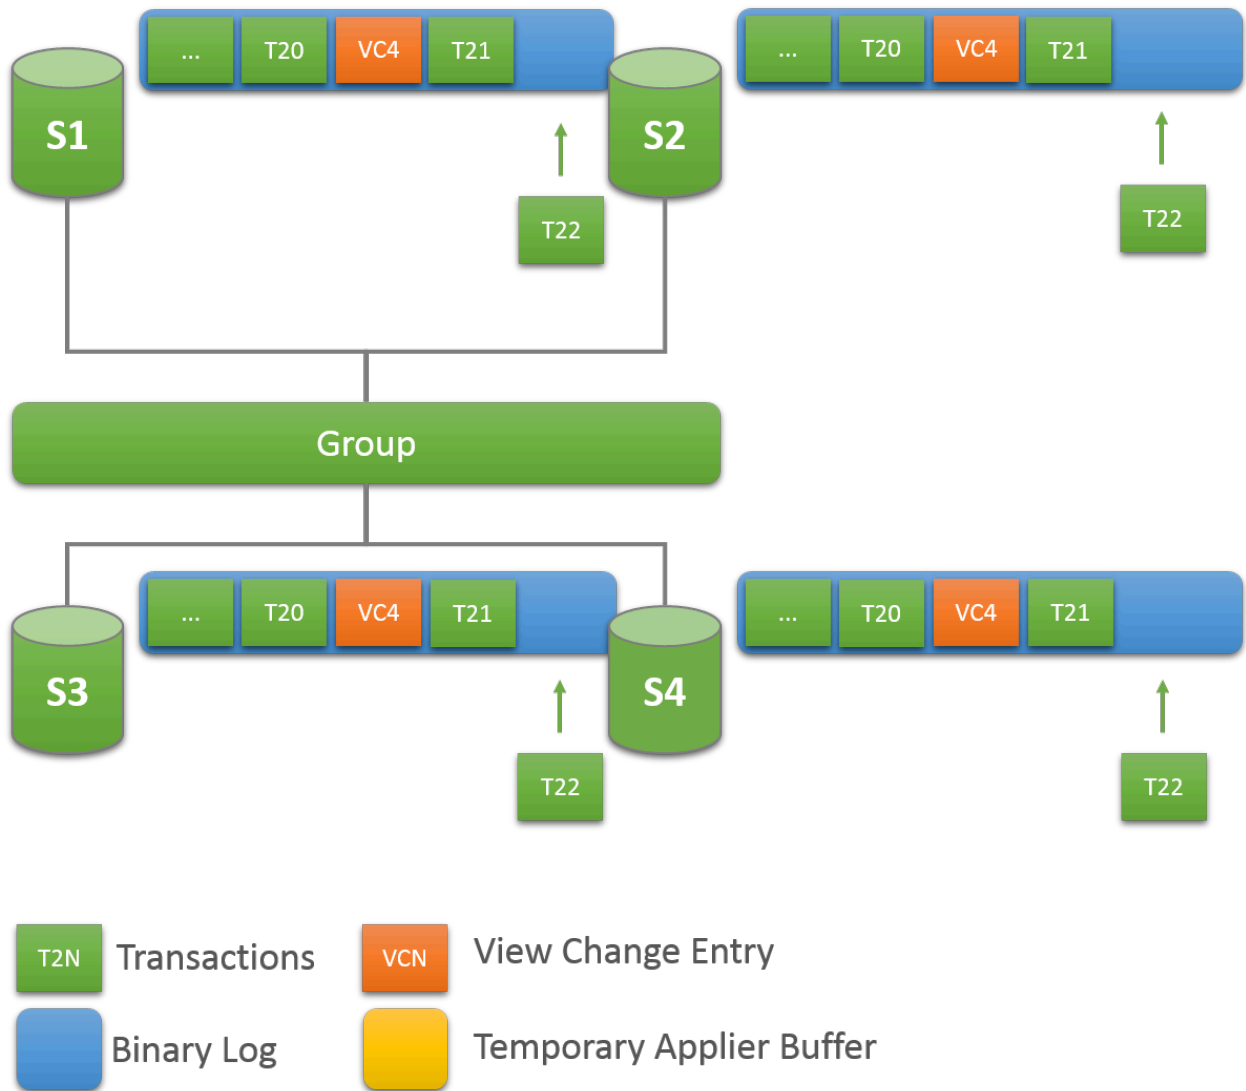 ... T20 VC4 T21
... T20 VC4 T21
S1
S2
T22
T22
Group
... T20 VC4 T21
... T20 VC4 T21
S3
S4
T22
T22
T2N Transactions
VCN View Change Entry
Binary Log
Temporary Applier Buffer